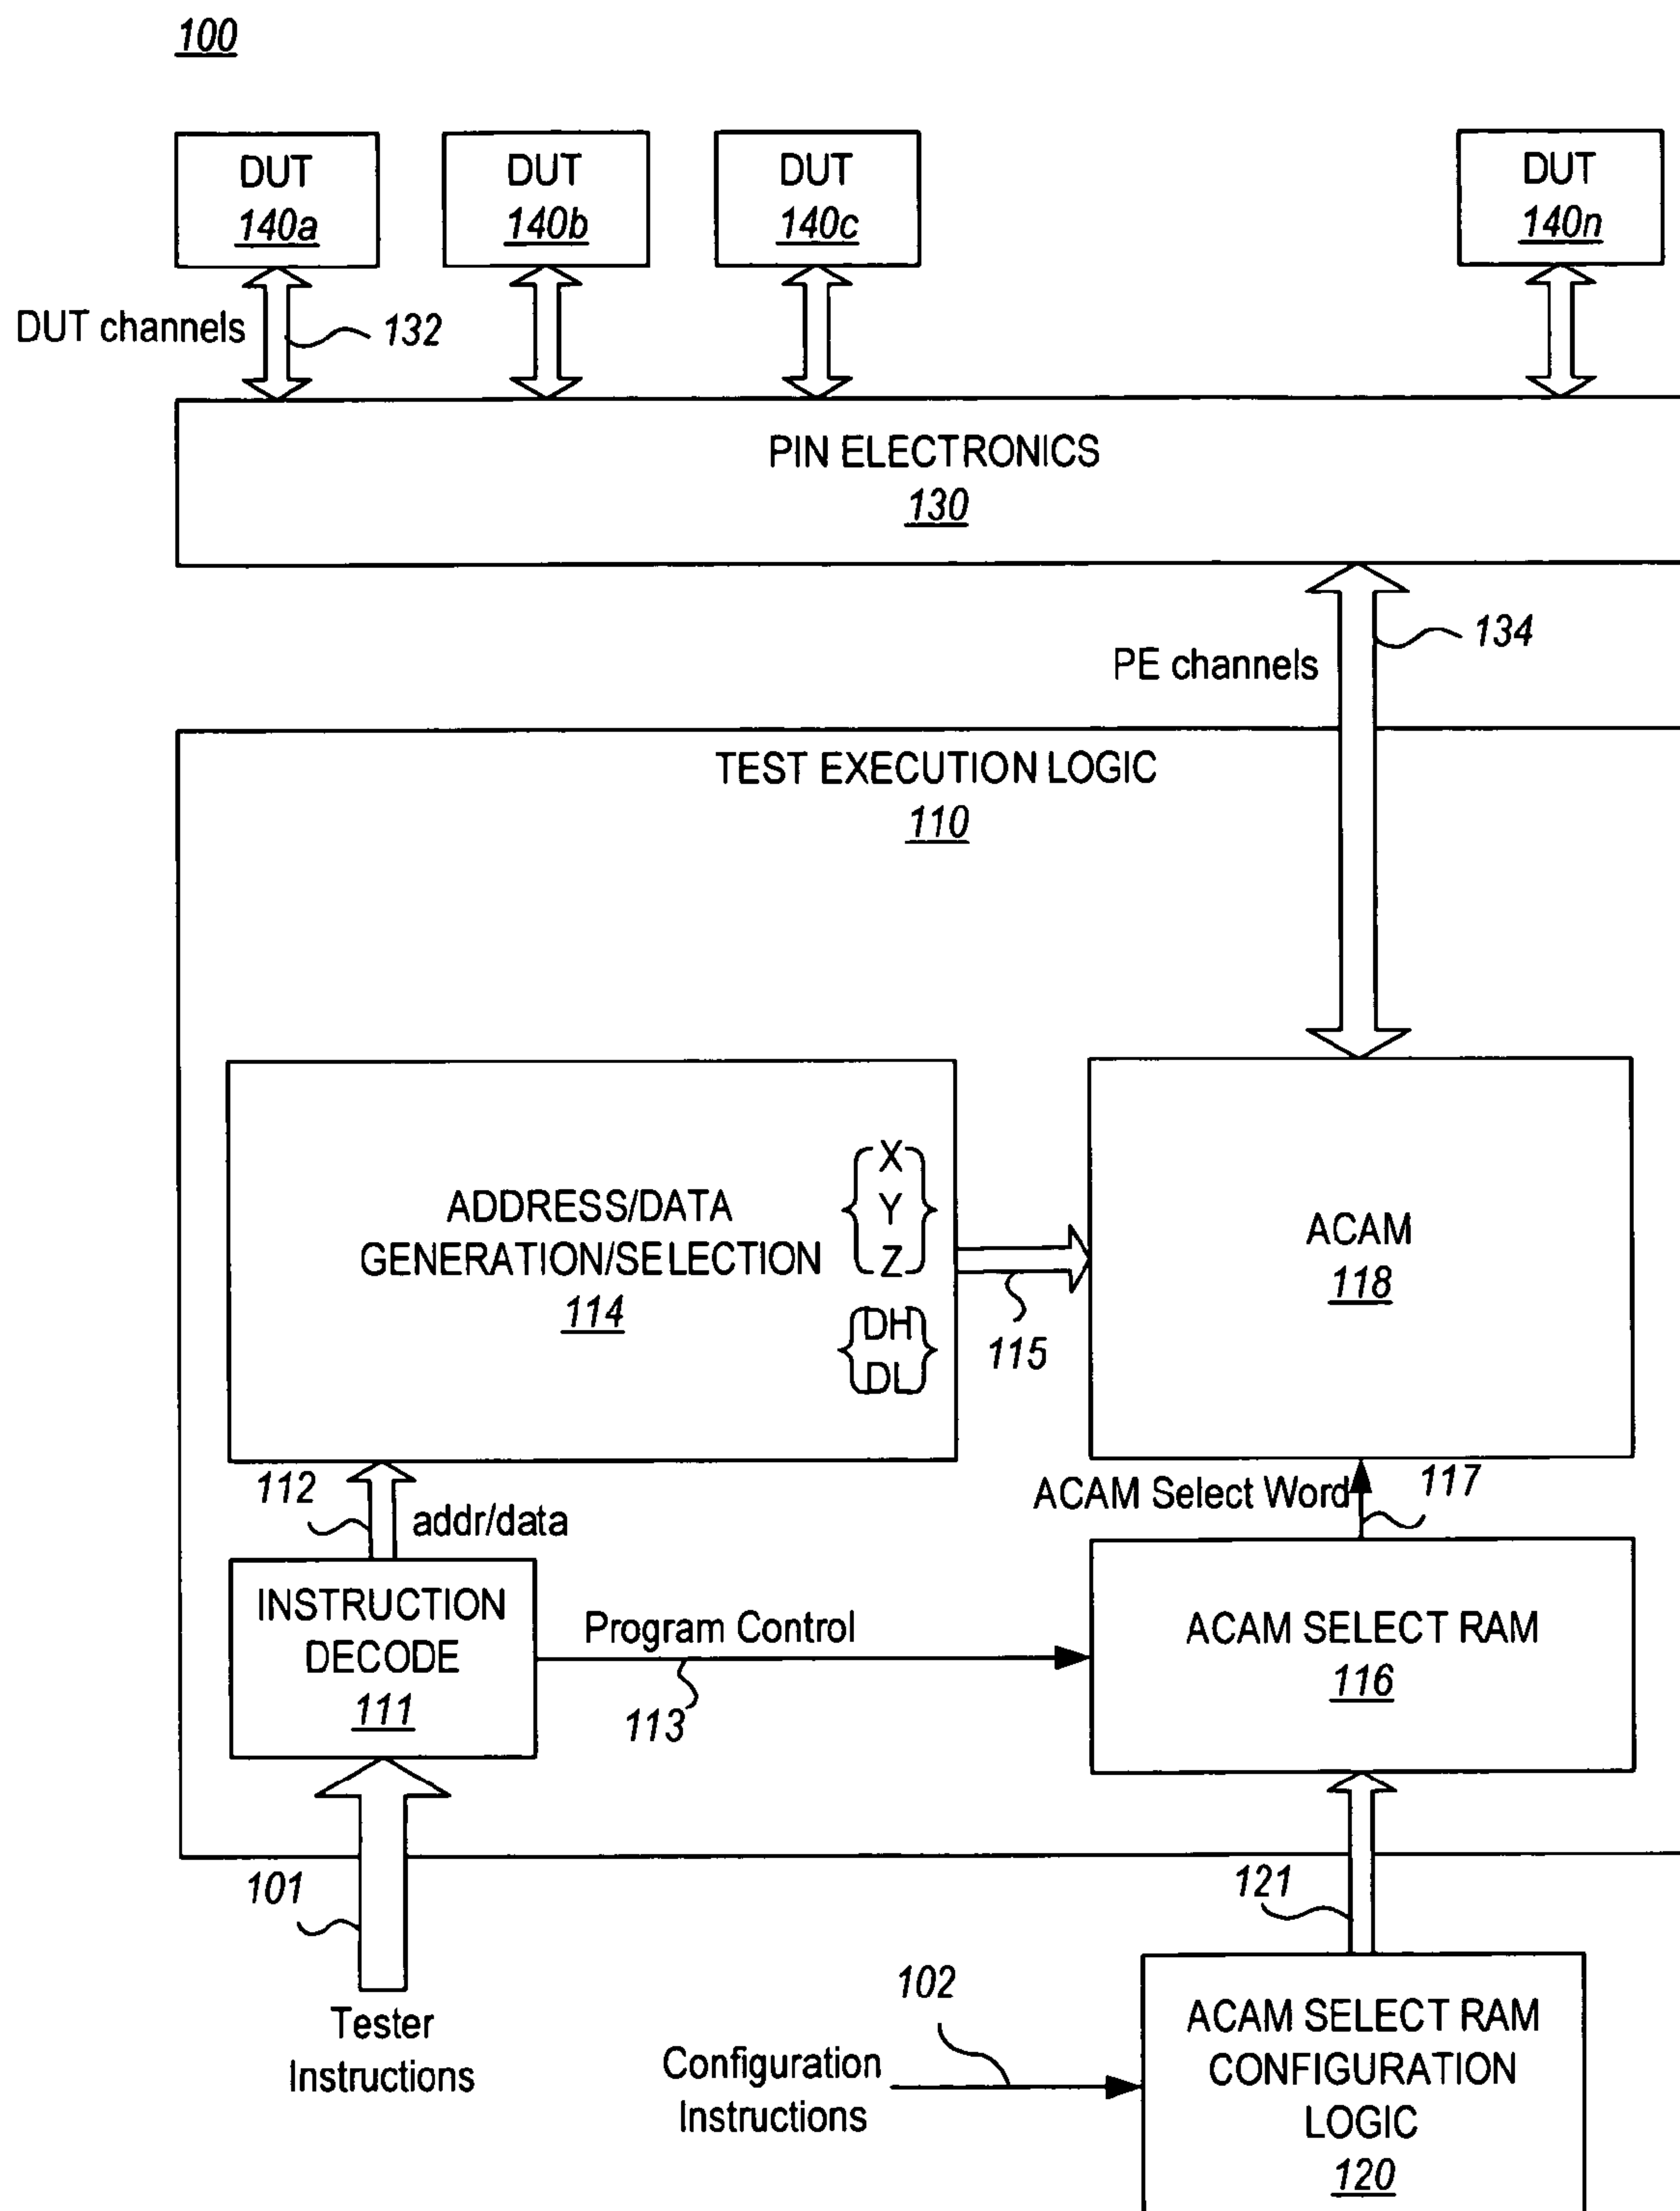 100
DUT
140a
DUT
140b
DUT
140c
DUT
140n
DUT channels
132
PIN ELECTRONICS
130
134
PE channels
TEST EXECUTION LOGIC
110
X
Y
Z
ADDRESS/DATA
GENERATION/SELECTION
114
DH
DL
115
ACAM
118
112
addr/data
ACAM Select Word
117
INSTRUCTION
DECODE
111
Program Control
113
ACAM SELECT RAM
116
101
121
Tester
Instructions
102
Configuration
Instructions
ACAM SELECT RAM
CONFIGURATION
LOGIC
120